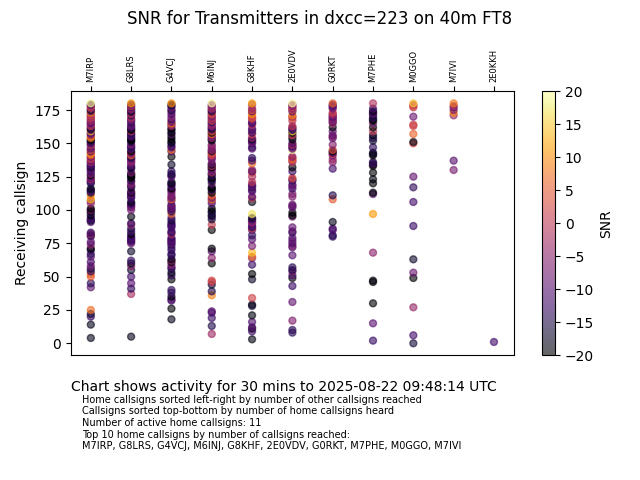 SNR for Transmitters in dxcc=223 on 40m FT8
M7IRP G8LRS G4VCJ M6INJ G8KHF 2E0VDV G0RKT M7PHE M0GGO M7IVI 2E0KKH
Receiving callsign
175
150
125
100
75
50
25
0
20
15
10
5
0
−5
−10
−15
−20
SNR
Chart shows activity for 30 mins to 2025-08-22 09:48:14 UTC
Home callsigns sorted left-right by number of other callsigns reached
Callsigns sorted top-bottom by number of home callsigns heard
Number of active home callsigns: 11
Top 10 home callsigns by number of callsigns reached:
M7IRP, G8LRS, G4VCJ, M6INJ, G8KHF, 2E0VDV, G0RKT, M7PHE, M0GGO, M7IVI